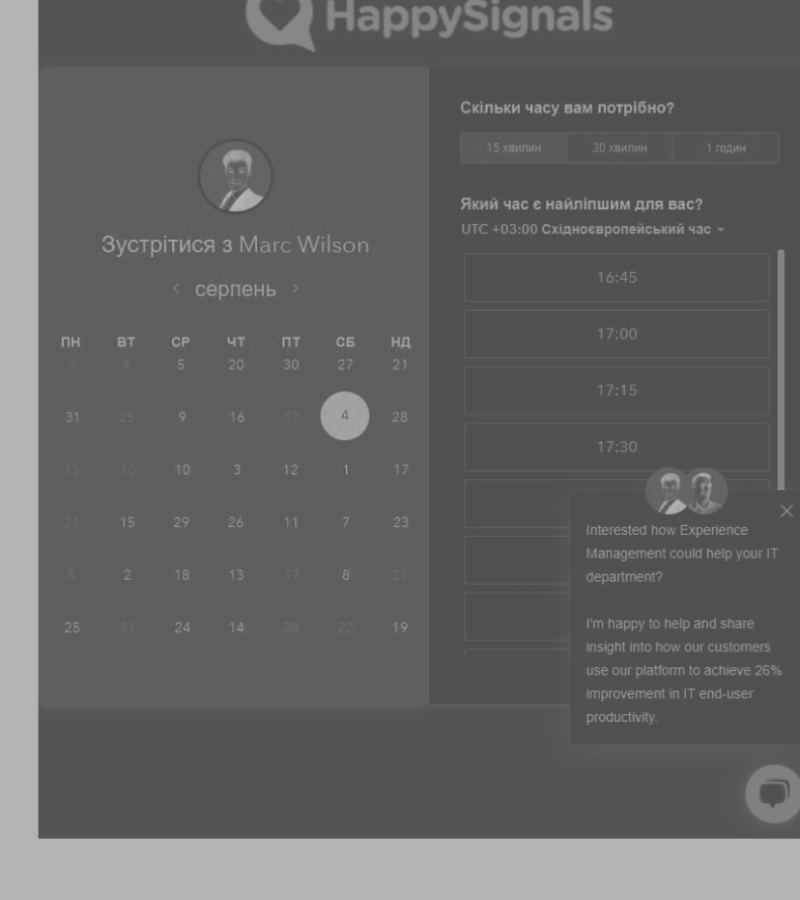 HappySignals
Зустрітися з Marc Wilson
серпень
ПН ВТ СР ЧТ ПТ СБ НД
7 4 5 20 30 27 21
31 25 9 16 17 4 28
13 10 10 3 12 1 17
21 15 29 26 11 7 23
5 2 18 13 17 8 21
25 31 24 14 28 22 19
Скільки часу вам потрібно?
15 хвилин 30 хвилин 1 годин
Який час є найліпшим для вас?
UTC +03:00 Східноєвропейський час
16:45
17:00
17:15
17:30
Interested how Experience
Management could help your IT
department?
I'm happy to help and share
insight into how our customers
use our platform to achieve 26%
improvement in IT end-user
productivity.